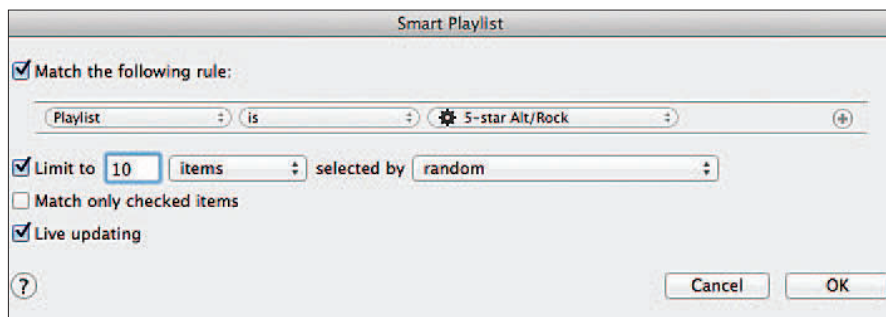 Smart Playlist
Match the following rule:
Playlist is 5-star Alt/Rock
Limit to 10 items selected by random
Match only checked items
Live updating
? Cancel OK